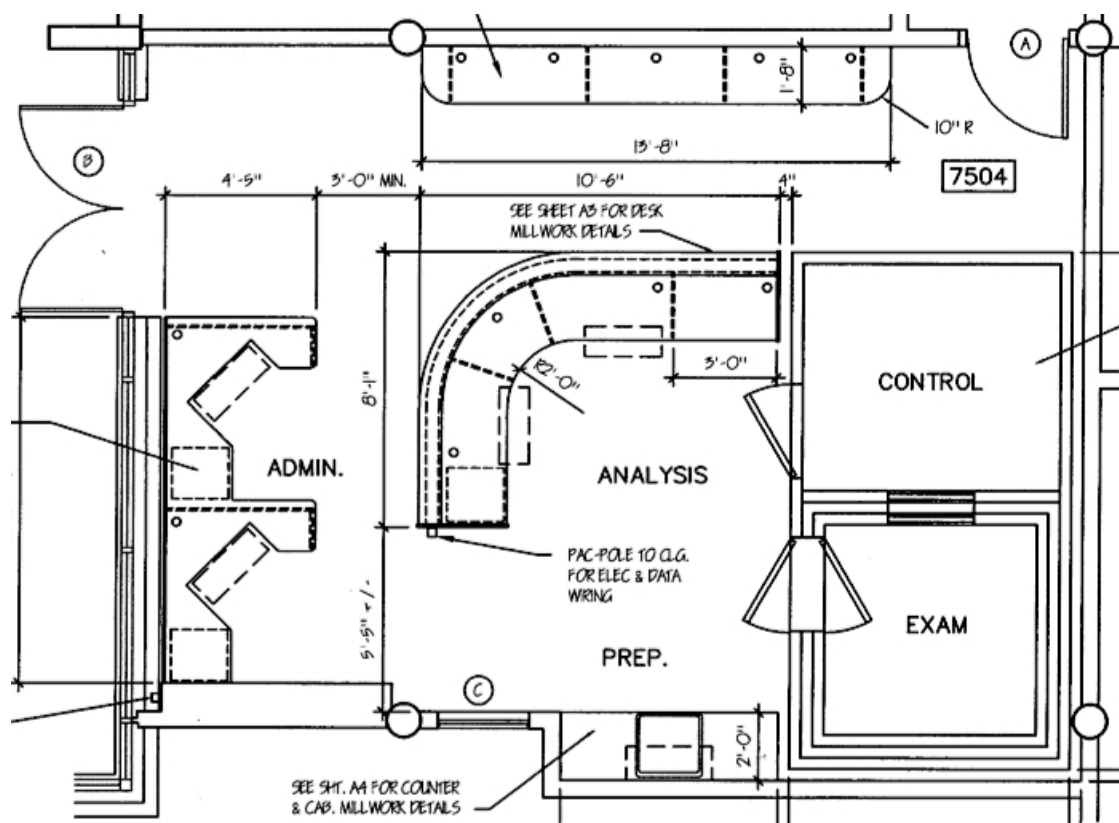 A
1'-8"
10" R
B
13'-8"
7504
4'-5"
3'-0" MIN.
10'-6"
4"
SEE SHEET A3 FOR DESK
MILLWORK DETAILS
8'-1"
R2'-0"
3'-0"
CONTROL
ADMIN.
ANALYSIS
PAC-POLE TO CLG.
FOR ELEC & DATA
WIRING
5'-5" +/-
EXAM
PREP.
C
2'-0"
SEE SHT. A4 FOR COUNTER
& CAB. MILLWORK DETAILS